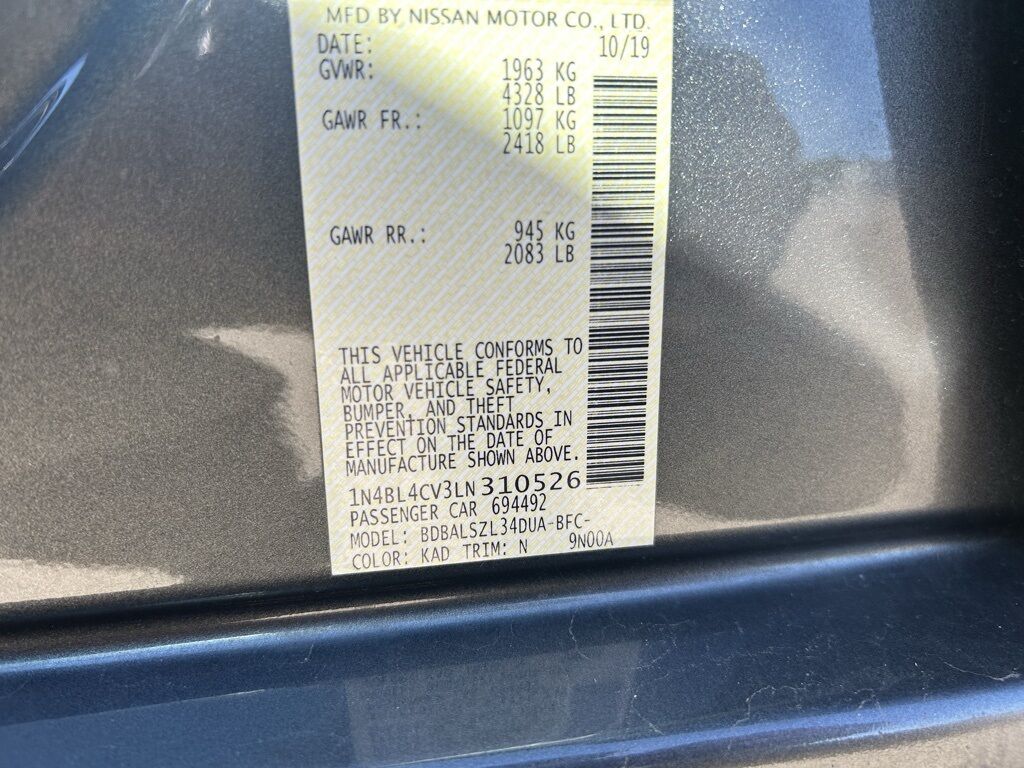 MFD BY NISSAN MOTOR CO., LTD.
DATE: 10/19
GVWR: 1963 KG
4328 LB
GAWR FR.: 1097 KG
2418 LB
GAWR RR.: 945 KG
2083 LB
THIS VEHICLE CONFORMS TO
ALL APPLICABLE FEDERAL
MOTOR VEHICLE SAFETY,
BUMPER, AND THEFT
PREVENTION STANDARDS IN
EFFECT ON THE DATE OF
MANUFACTURE SHOWN ABOVE.
1N4BL4CV3LN310526
PASSENGER CAR 694492
MODEL: BDBALSZL34DUA-BFC-
COLOR: KAD TRIM: N 9N00A